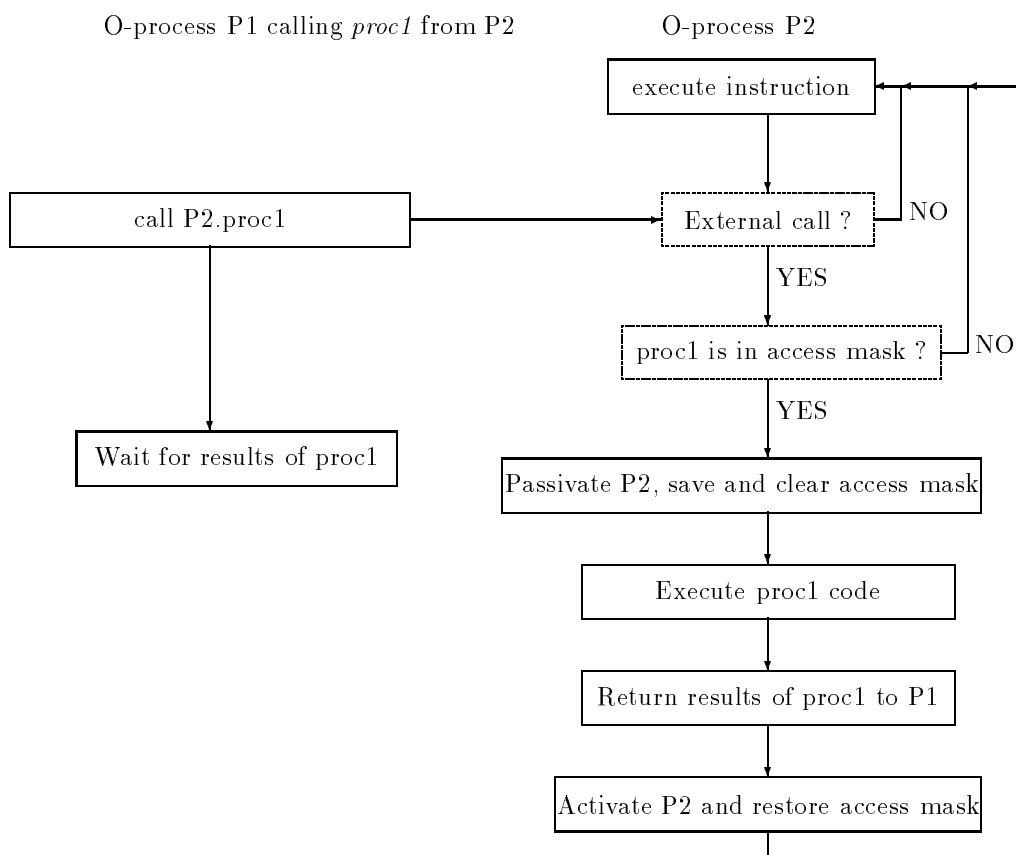 O-process P1 calling proc1 from P2
O-process P2
execute instruction
call P2.proc1
External call ?
NO
YES
proc1 is in access mask ?
NO
YES
Wait for results of proc1
Passivate P2, save and clear access mask
Execute proc1 code
Return results of proc1 to P1
Activate P2 and restore access mask